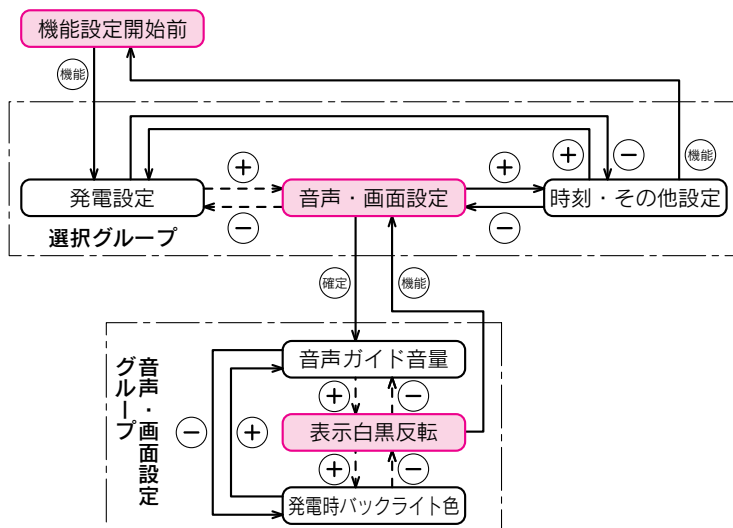 機能設定開始前
機能
+
-
機能
発電設定
+
音声・画面設定
+
時刻・その他設定
-
-
選択グループ
確定
機能
音声・画面設定
グループ
音声ガイド音量
+
-
-
+
表示白黒反転
+
-
発電時バックライト色